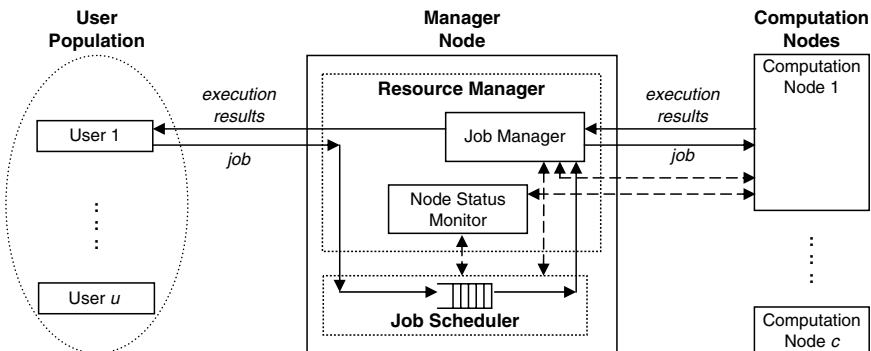 User
Population
Manager
Node
Computation
Nodes
Resource Manager
Computation
Node 1
execution
results
execution
results
User 1
Job Manager
job
job
Node Status
Monitor
User u
Job Scheduler
Computation
Node c